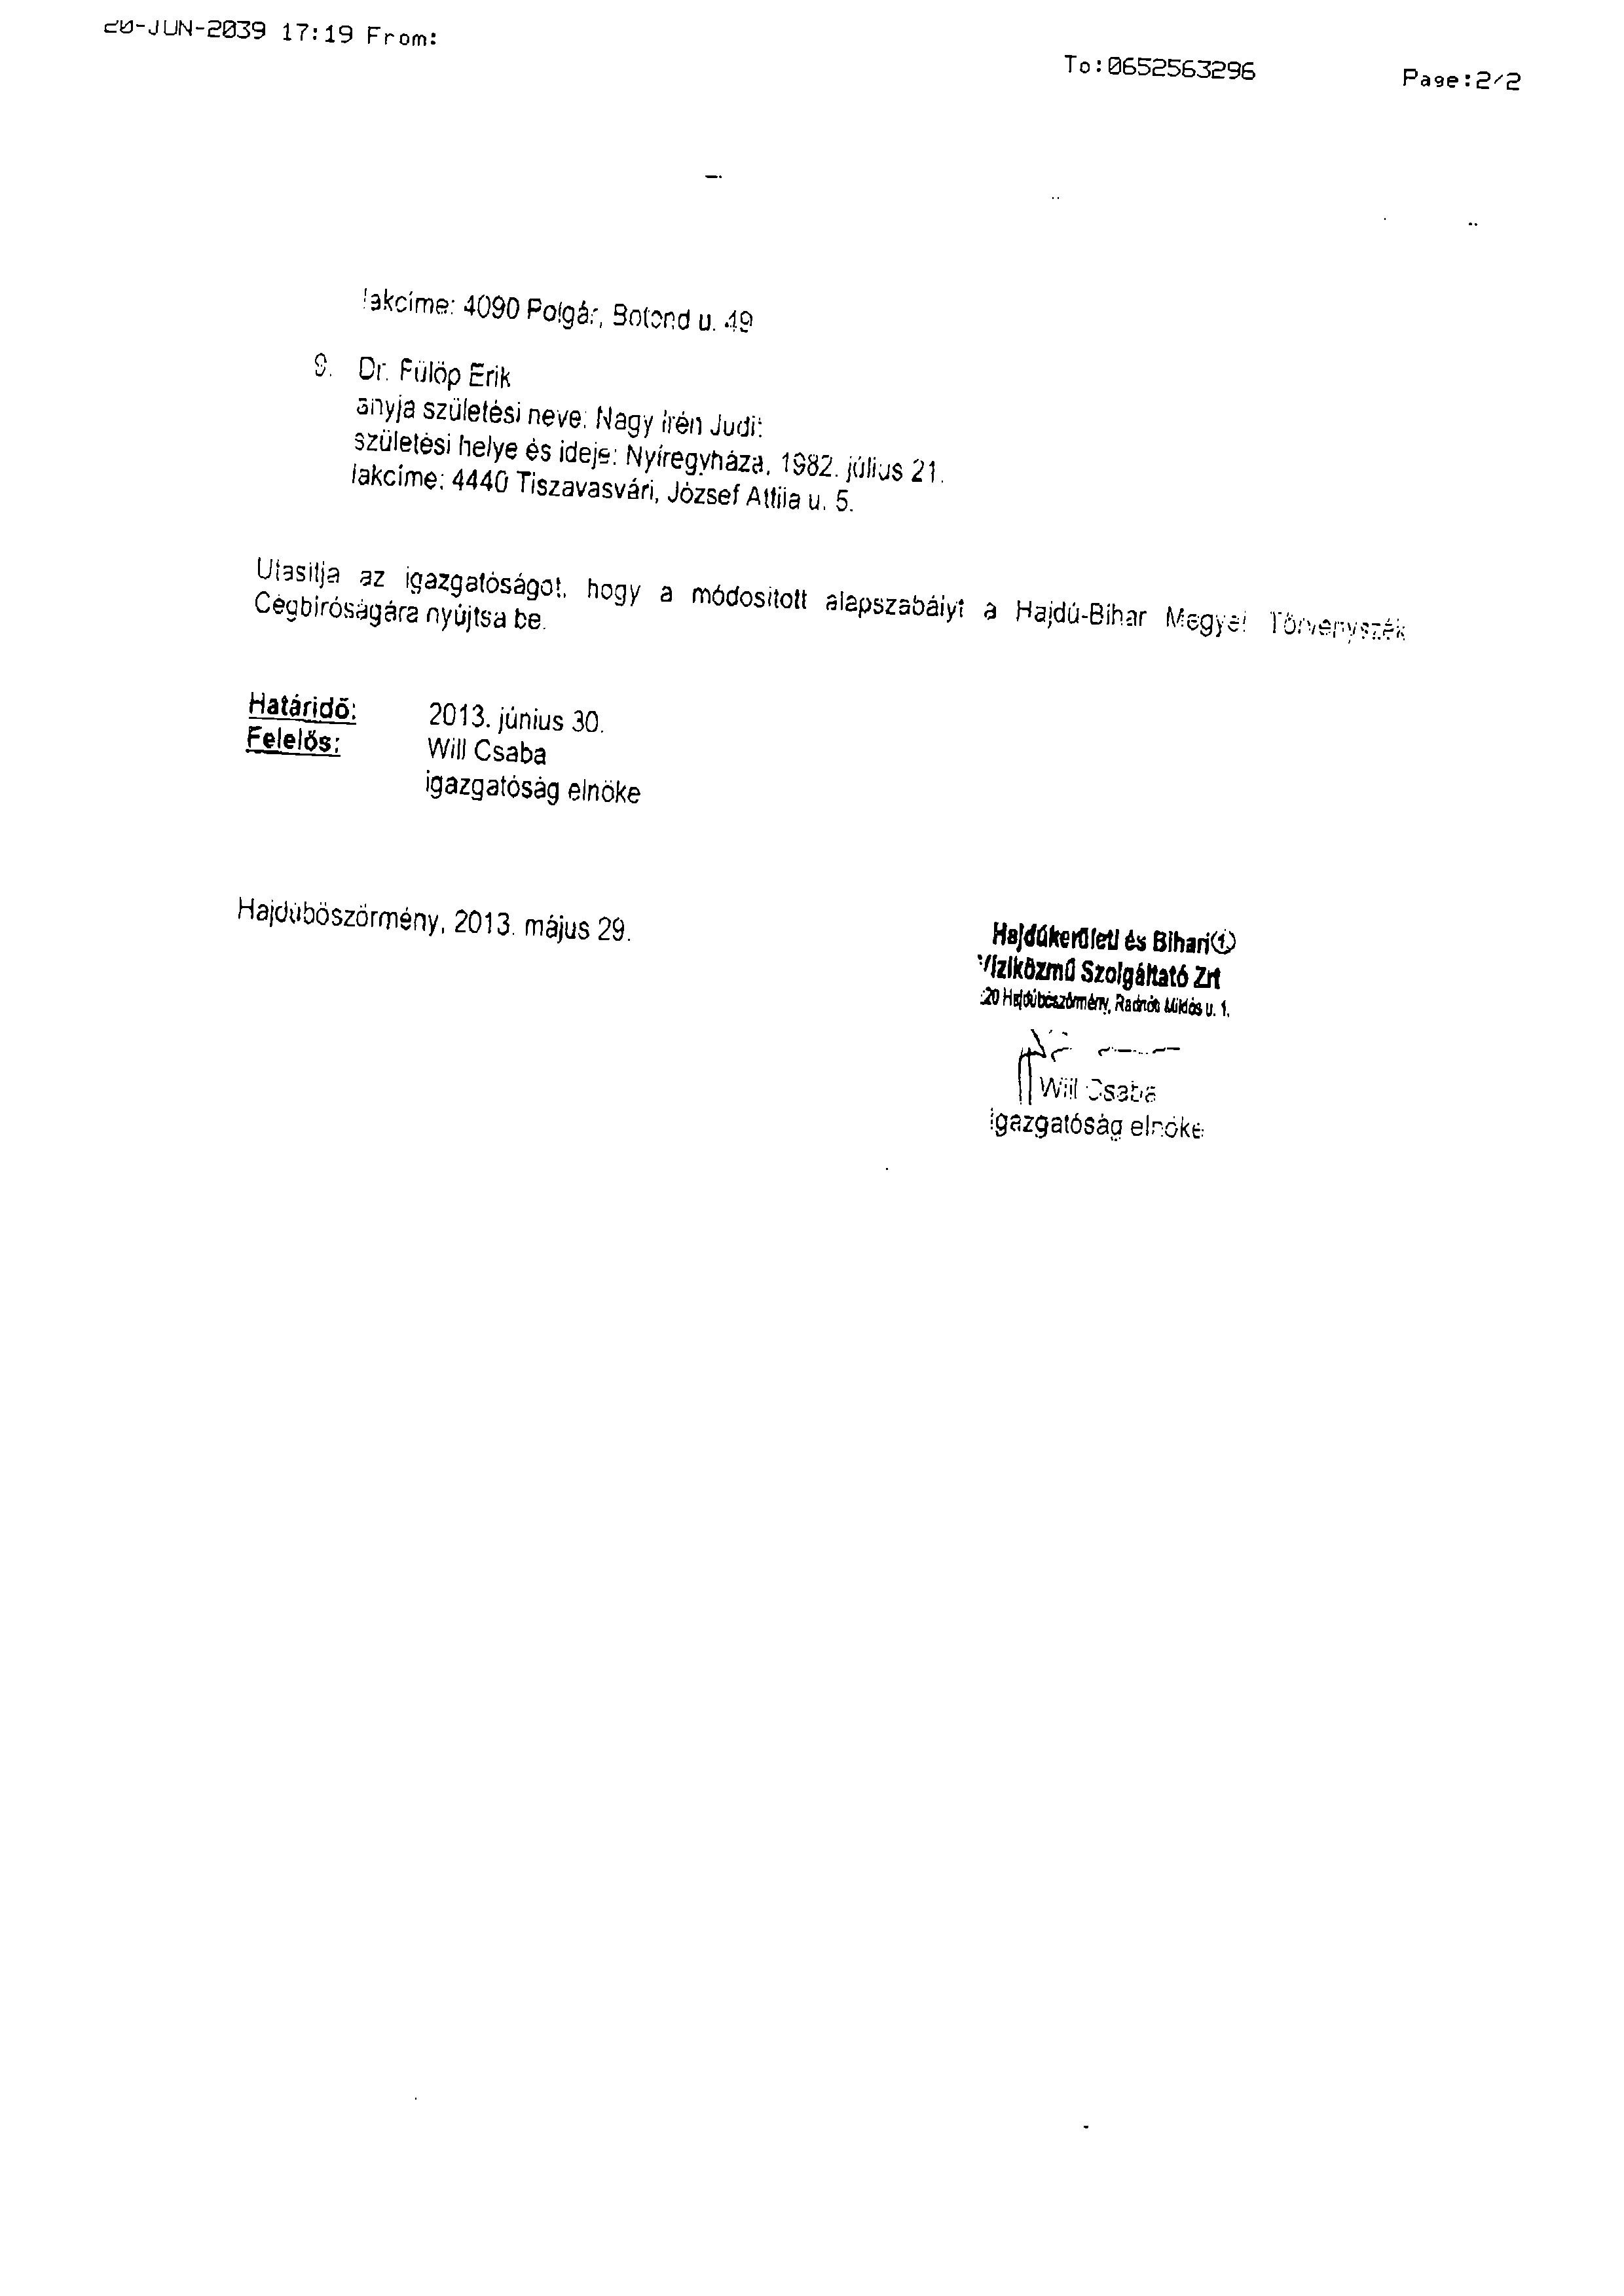 20-JUN-2039 17:19 From: To:0652563296 Page:2/2
lakcíme: 4090 Polgár, Botond u. 49
9. Dr. Fülöp Erik
anyja születési neve: Nagy Irén Judit
születési helye és ideje: Nyíregyháza, 1982. július 21.
lakcíme: 4440 Tiszavasvári, József Attila u. 5.
Utasítja az igazgatóságot, hogy a módosított alapszabályt a Hajdú-Bihar Megyei Törvényszék
Cégbíróságára nyújtsa be.
Határidő: 2013. június 30.
Felelős: Will Csaba
igazgatóság elnöke
Hajdúböszörmény, 2013. május 29.
Hajdúkerületi és Bihari ①
Víziközmű Szolgáltató Zrt
20 Hajdúböszörmény, Radnóti Miklós u. 1.
Will Csaba
igazgatóság elnöke